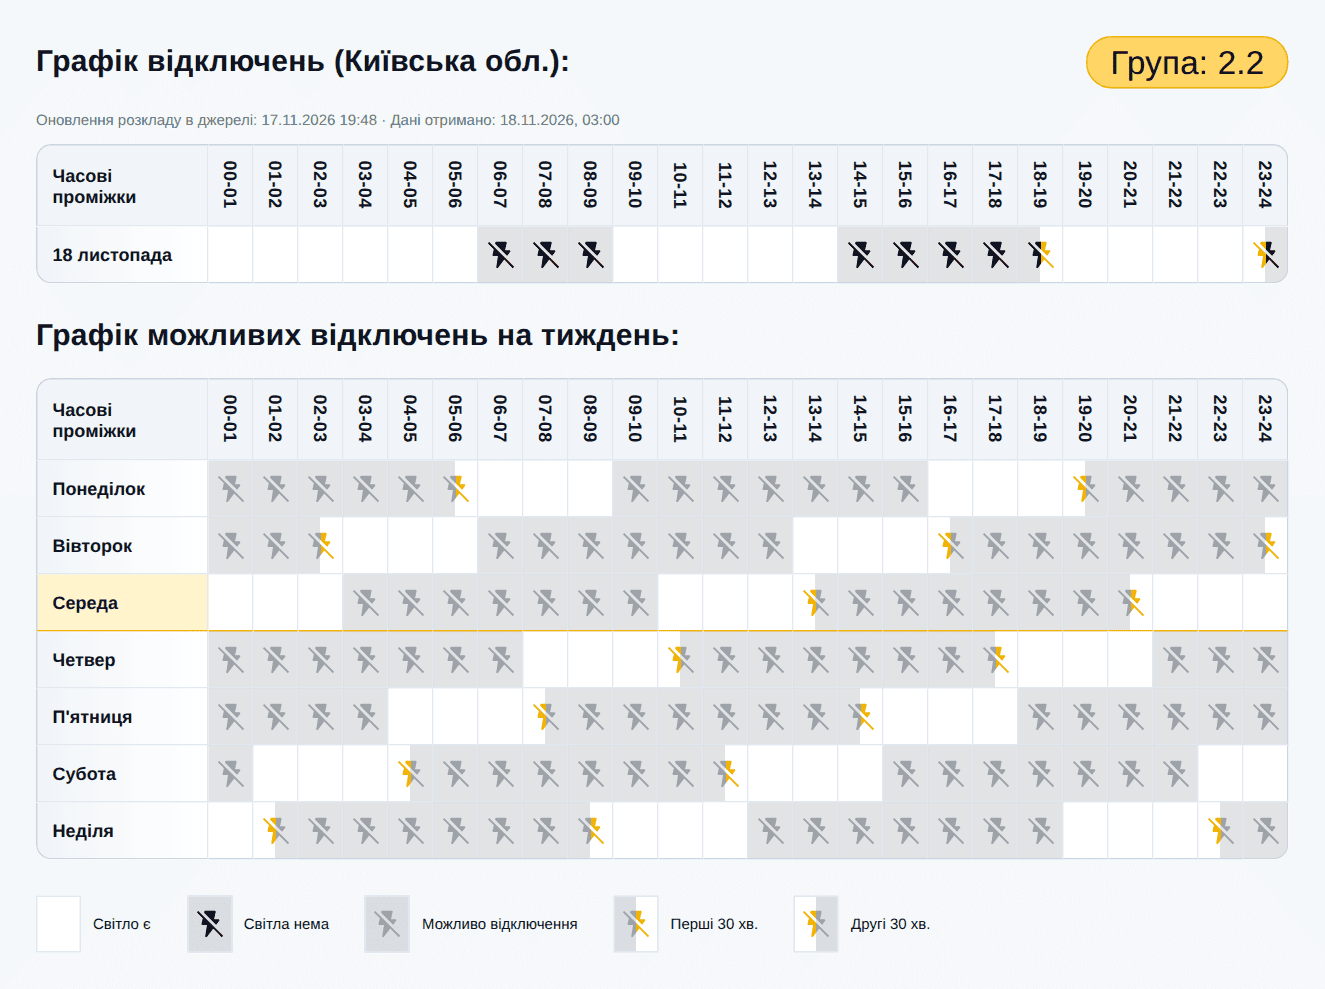 Графік відключень (Київська обл.):
Група: 2.2
Оновлення розкладу в джерелі: 17.11.2026 19:48 · Дані отримано: 18.11.2026, 03:00
Часові проміжки 00-01 01-02 02-03 03-04 04-05 05-06 06-07 07-08 08-09 09-10 10-11 11-12 12-13 13-14 14-15 15-16 16-17 17-18 18-19 19-20 20-21 21-22 22-23 23-24
18 листопада
Графік можливих відключень на тиждень:
Часові проміжки 00-01 01-02 02-03 03-04 04-05 05-06 06-07 07-08 08-09 09-10 10-11 11-12 12-13 13-14 14-15 15-16 16-17 17-18 18-19 19-20 20-21 21-22 22-23 23-24
Понеділок
Вівторок
Середа
Четвер
П'ятниця
Субота
Неділя
Світло є Світла нема Можливо відключення Перші 30 хв. Другі 30 хв.